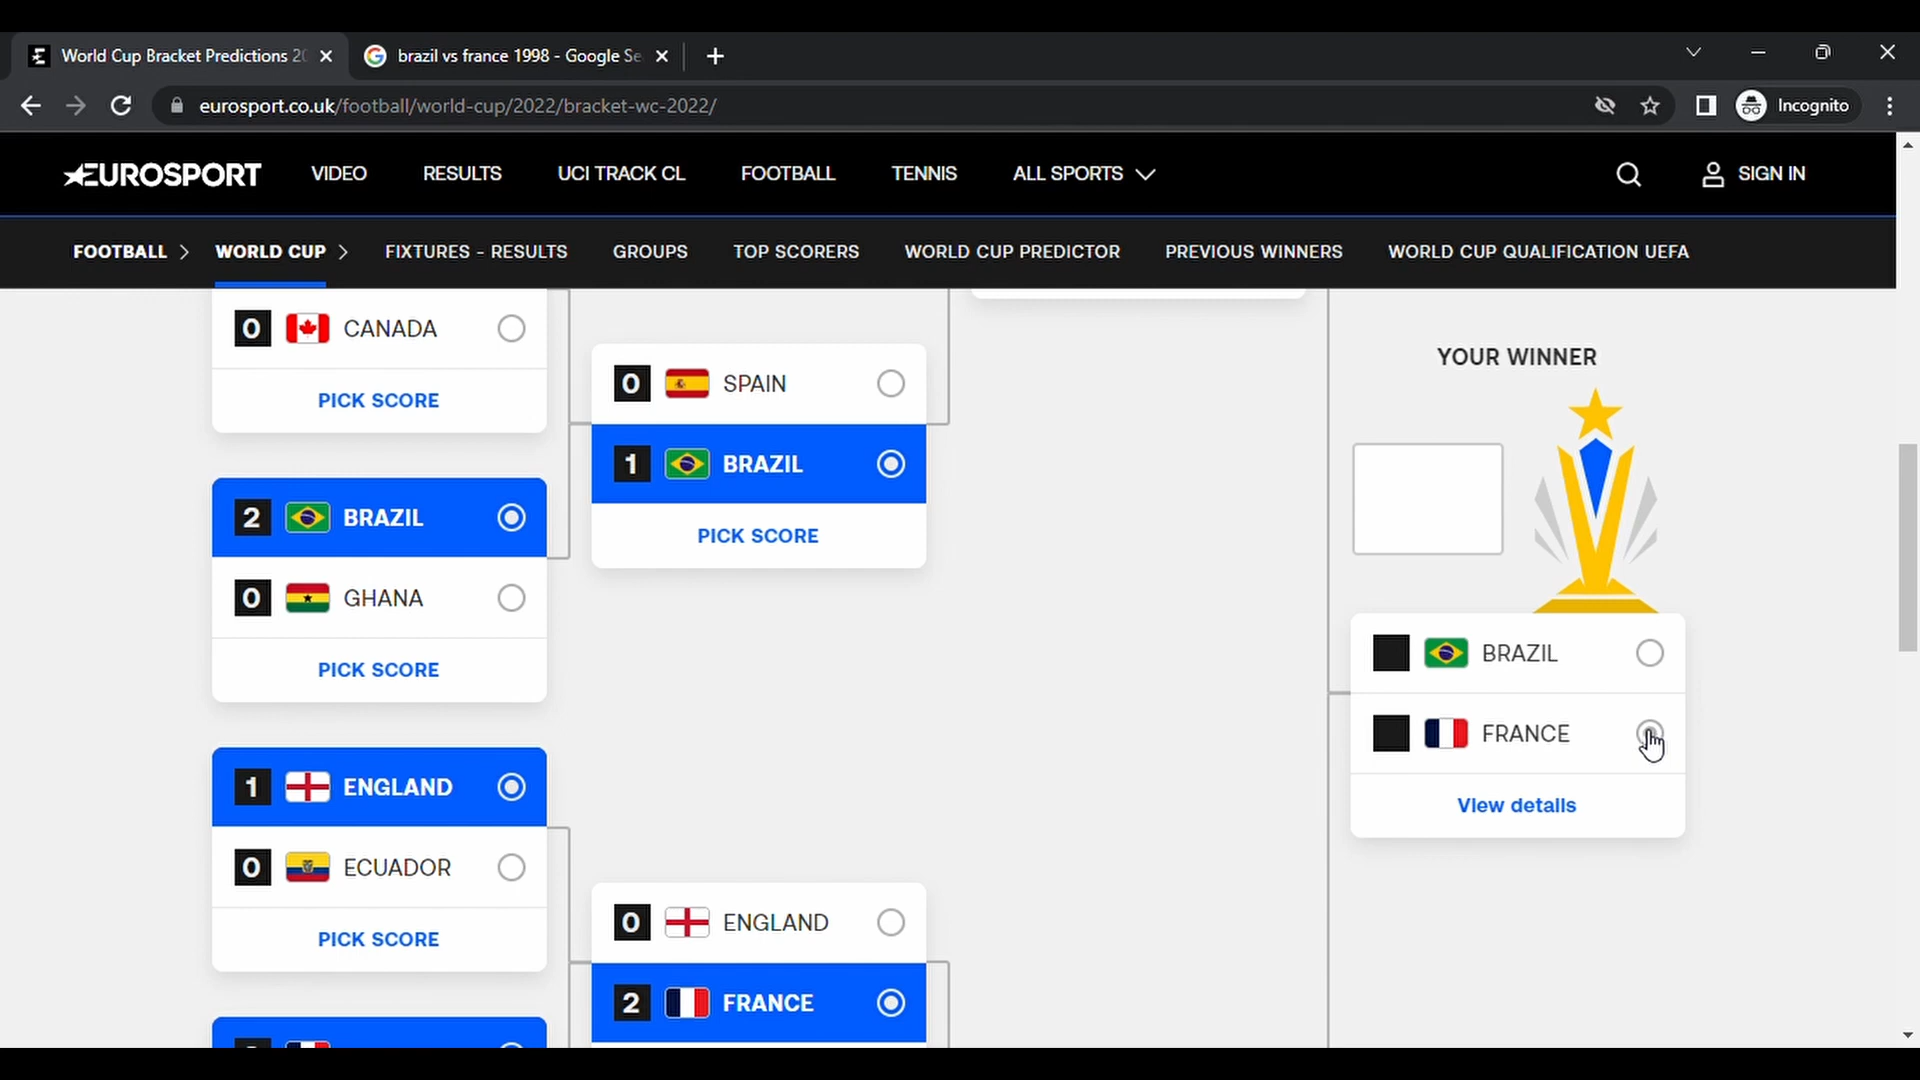 World Cup Bracket Predictions 20
brazil vs france 1998 - Google Se
eurosport.co.uk/football/world-cup/2022/bracket-wc-2022/
Incognito
EUROSPORT VIDEO RESULTS UCI TRACK CL FOOTBALL TENNIS ALL SPORTS SIGN IN
FOOTBALL > WORLD CUP > FIXTURES - RESULTS GROUPS TOP SCORERS WORLD CUP PREDICTOR PREVIOUS WINNERS WORLD CUP QUALIFICATION UEFA
0 CANADA
PICK SCORE
2 BRAZIL
0 GHANA
PICK SCORE
1 ENGLAND
0 ECUADOR
PICK SCORE
0 SPAIN
1 BRAZIL
PICK SCORE
0 ENGLAND
2 FRANCE
YOUR WINNER
BRAZIL
FRANCE
View details